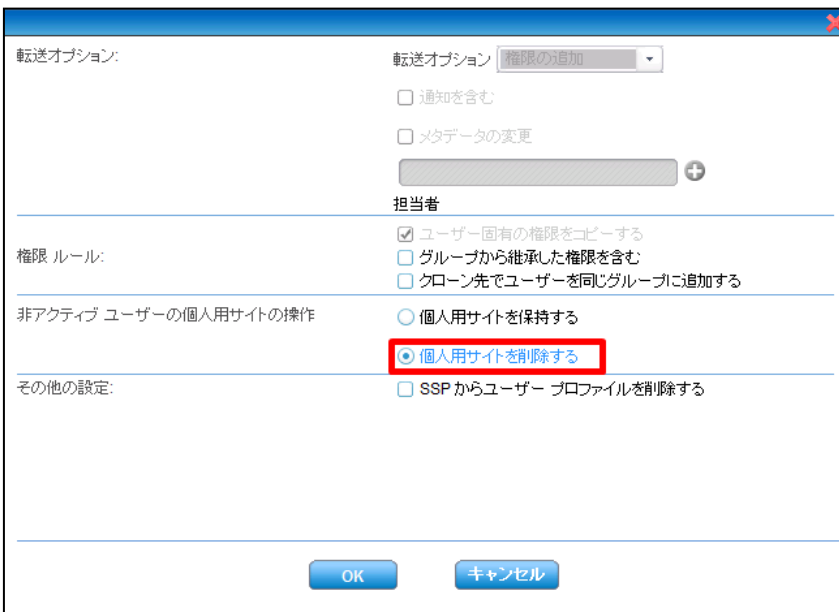 転送オプション:
転送オプション 権限の追加
通知を含む
メタデータの変更
担当者
ユーザー固有の権限をコピーする
権限 ルール:
グループから継承した権限を含む
クローン先でユーザーを同じグループに追加する
非アクティブ ユーザーの個人用サイトの操作
個人用サイトを保持する
個人用サイトを削除する
その他の設定:
SSP からユーザー プロファイルを削除する
OK
キャンセル